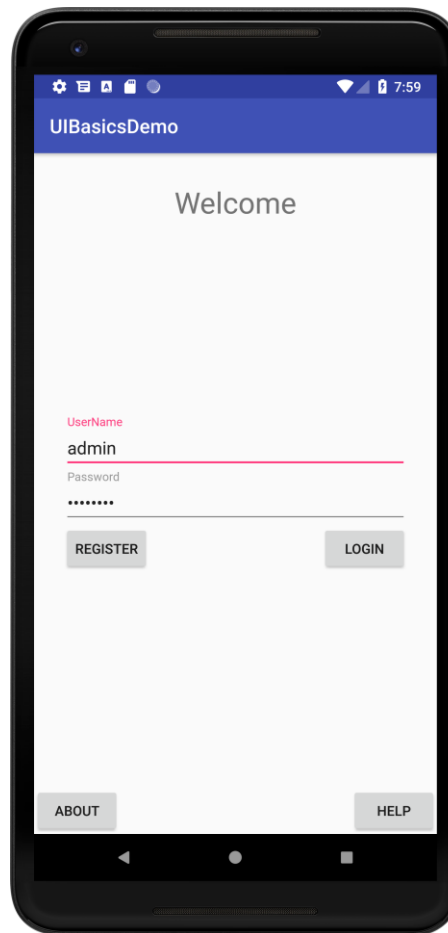 7:59
UIBasicsDemo
Welcome
UserName
admin
Password
••••••••
REGISTER LOGIN
ABOUT HELP